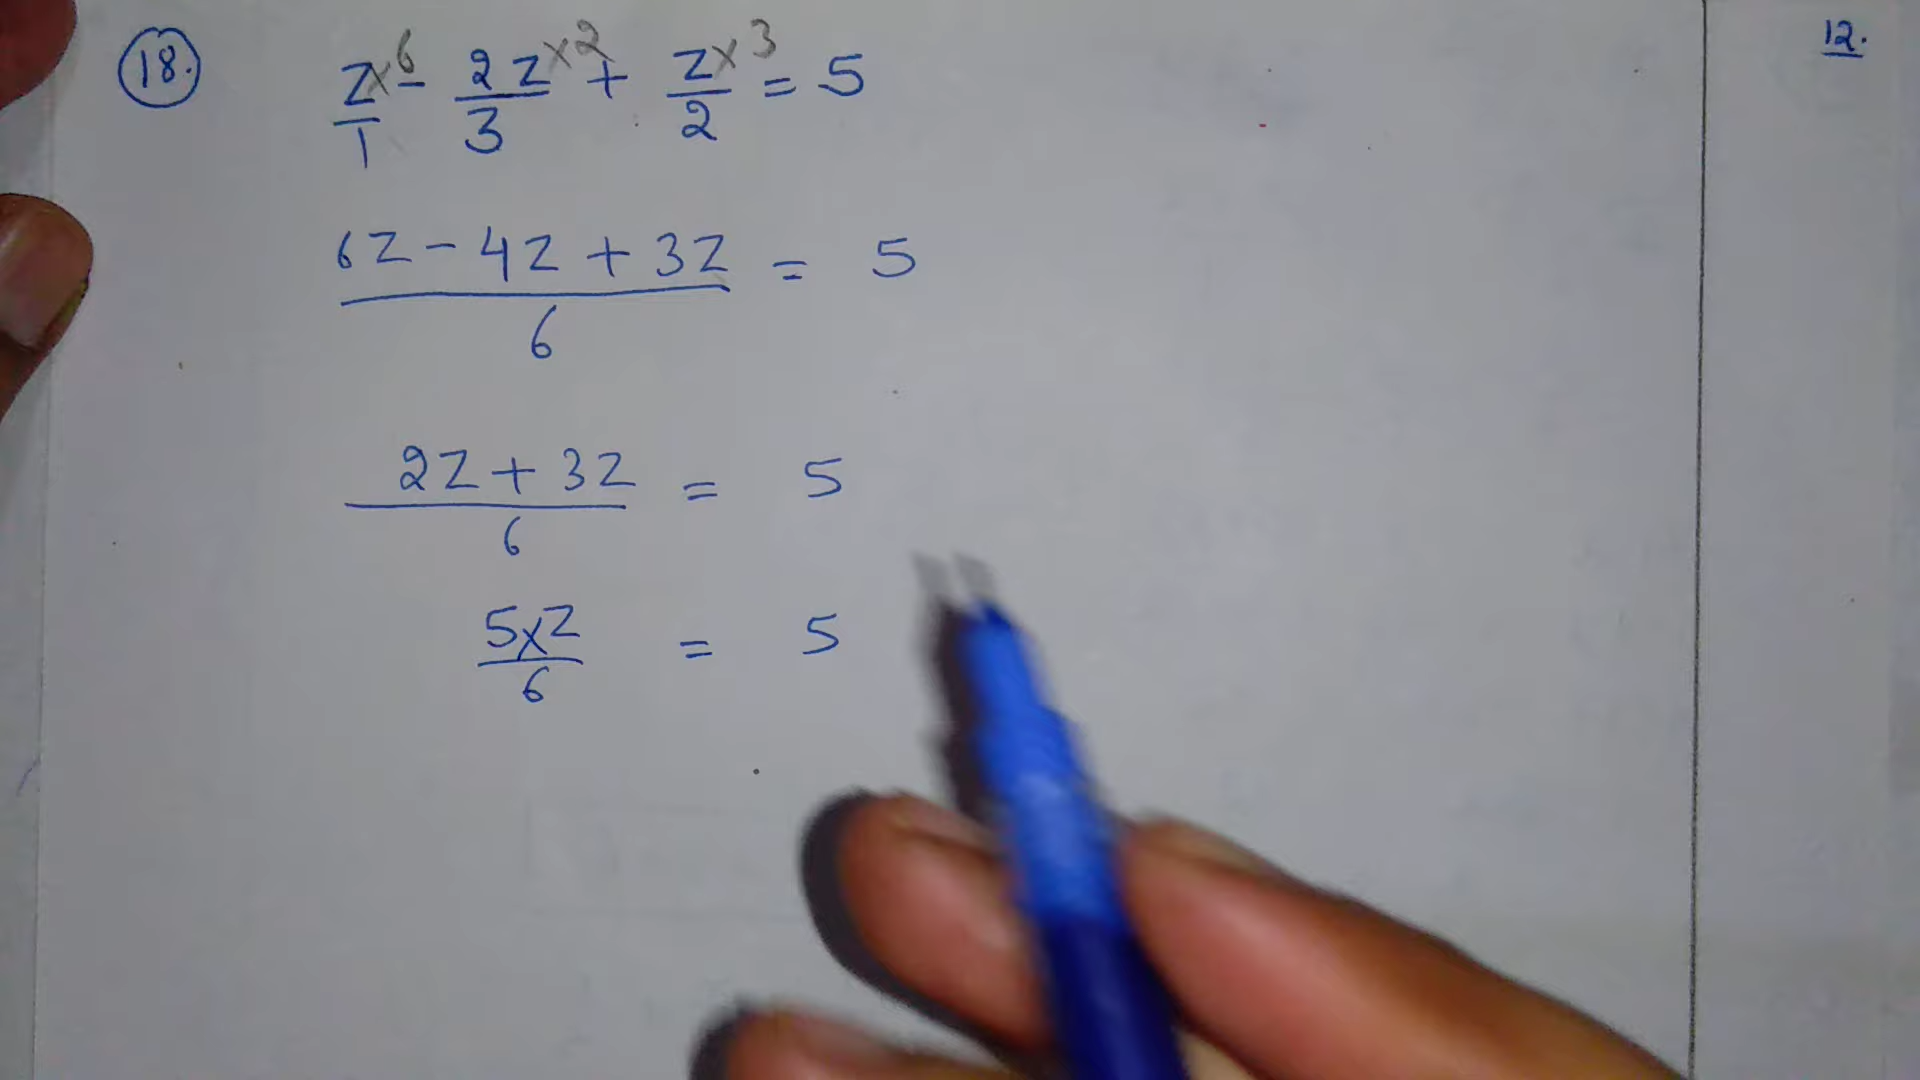 18. z/1 ×6 - 2z/3 ×2 + z/2 ×3 = 5
12.
6z - 4z + 3z / 6 = 5
2z + 3z / 6 = 5
5×z / 6 = 5